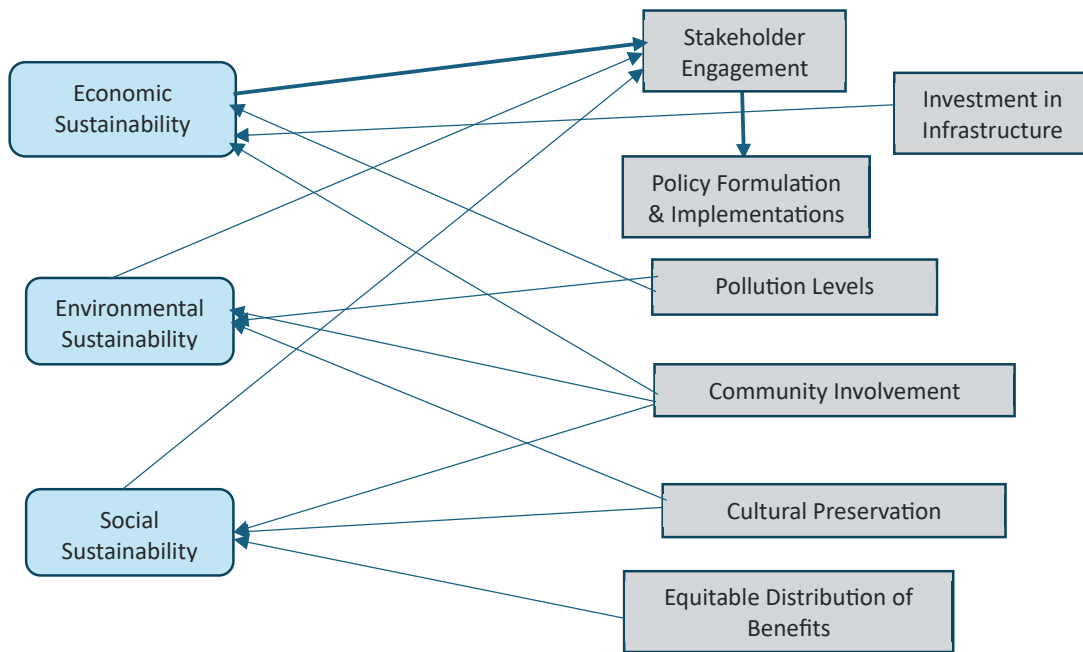 Economic
Sustainability
Stakeholder
Engagement
Investment in
Infrastructure
Policy Formulation
& Implementations
Environmental
Sustainability
Pollution Levels
Community Involvement
Social
Sustainability
Cultural Preservation
Equitable Distribution of
Benefits